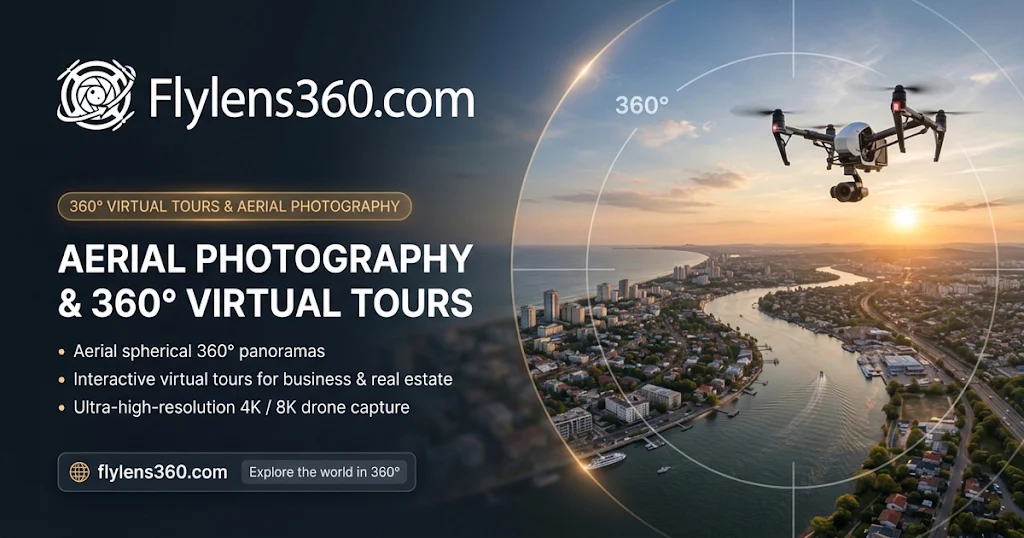 Flylens360.com
360°
360° VIRTUAL TOURS & AERIAL PHOTOGRAPHY
AERIAL PHOTOGRAPHY
& 360° VIRTUAL TOURS
• Aerial spherical 360° panoramas
• Interactive virtual tours for business & real estate
• Ultra-high-resolution 4K / 8K drone capture
flylens360.com
Explore the world in 360°